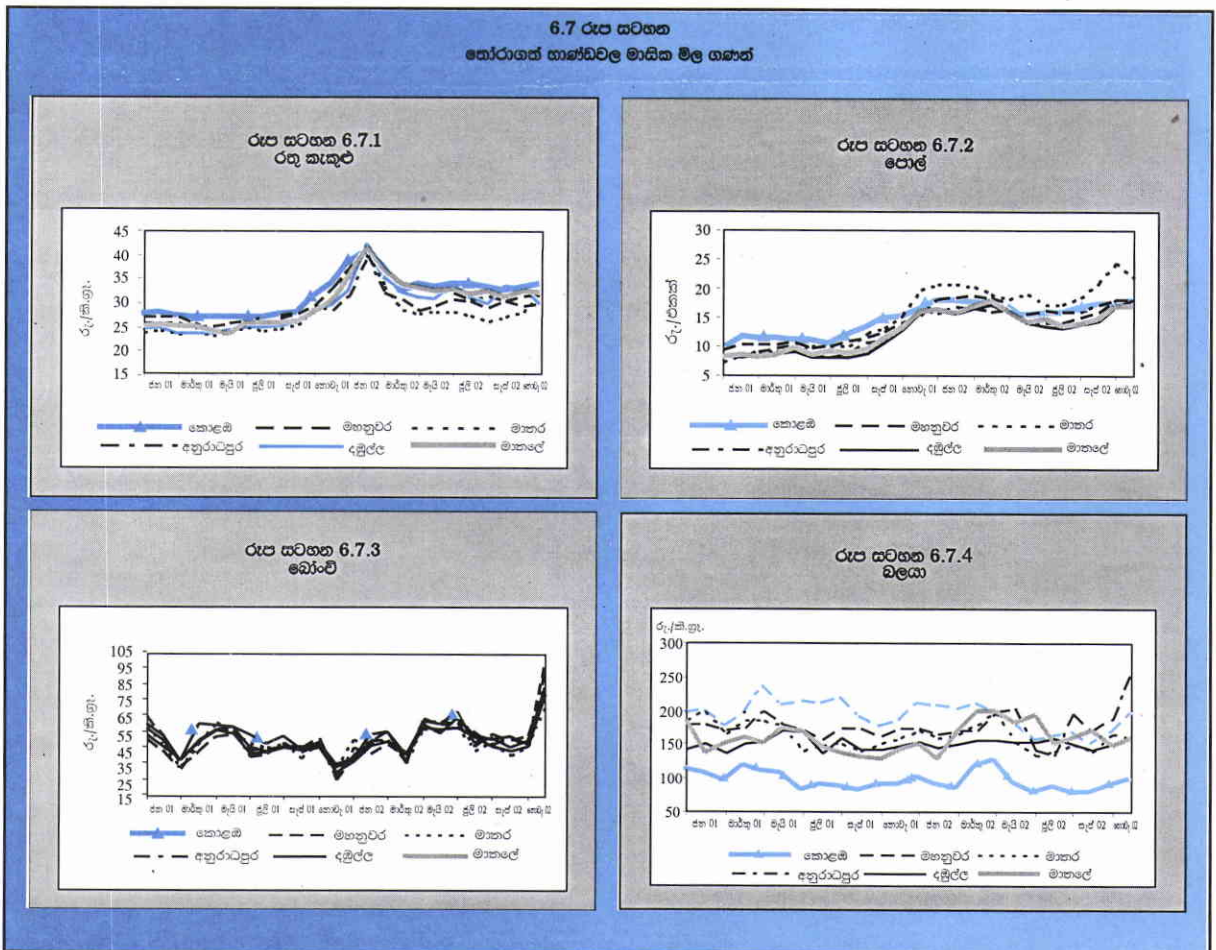 6.7 රූප සටහන
තෝරාගත් භාණ්ඩවල මාසික මිල ගණන්
රූප සටහන 6.7.1
රතු කැකුළු
45
40
35
30
25
20
15
රු./කි.ග්‍රෑ.
ජන 01 මාර්තු 01 මැයි 01 ජූලි 01 සැප් 01 නොවැ 01 ජන 02 මාර්තු 02 මැයි 02 ජූලි 02 සැප් 02 නොවැ 02
කොළඹ මහනුවර මාතර
අනුරාධපුර දඹුල්ල මාතලේ
රූප සටහන 6.7.2
පොල්
30
25
20
15
10
5
රු./එකක්
ජන 01 මාර්තු 01 මැයි 01 ජූලි 01 සැප් 01 නොවැ 01 ජන 02 මාර්තු 02 මැයි 02 ජූලි 02 සැප් 02 නොවැ 02
කොළඹ මහනුවර මාතර
අනුරාධපුර දඹුල්ල මාතලේ
රූප සටහන 6.7.3
බෝංචි
105
95
85
75
65
55
45
35
25
15
රු./කි.ග්‍රෑ.
ජන 01 මාර්තු 01 මැයි 01 ජූලි 01 සැප් 01 නොවැ 01 ජන 02 මාර්තු 02 මැයි 02 ජූලි 02 සැප් 02 නොවැ 02
කොළඹ මහනුවර මාතර
අනුරාධපුර දඹුල්ල මාතලේ
රූප සටහන 6.7.4
බලයා
රු./කි.ග්‍රෑ.
300
250
200
150
100
50
ජන 01 මාර්තු 01 මැයි 01 ජූලි 01 සැප් 01 නොවැ 01 ජන 02 මාර්තු 02 මැයි 02 ජූලි 02 සැප් 02 නොවැ 02
කොළඹ මහනුවර මාතර
අනුරාධපුර දඹුල්ල මාතලේ